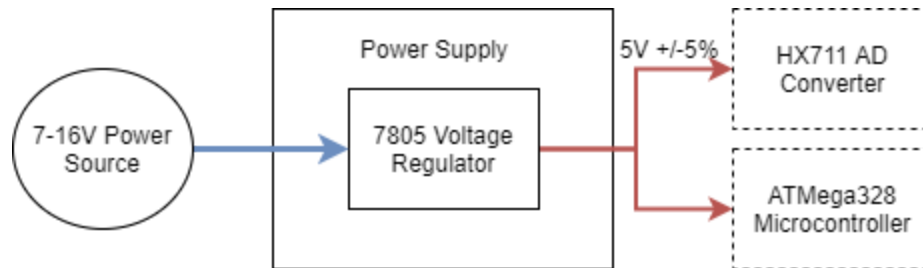 7-16V Power
Source
Power Supply
7805 Voltage
Regulator
5V +/-5%
HX711 AD
Converter
ATMega328
Microcontroller